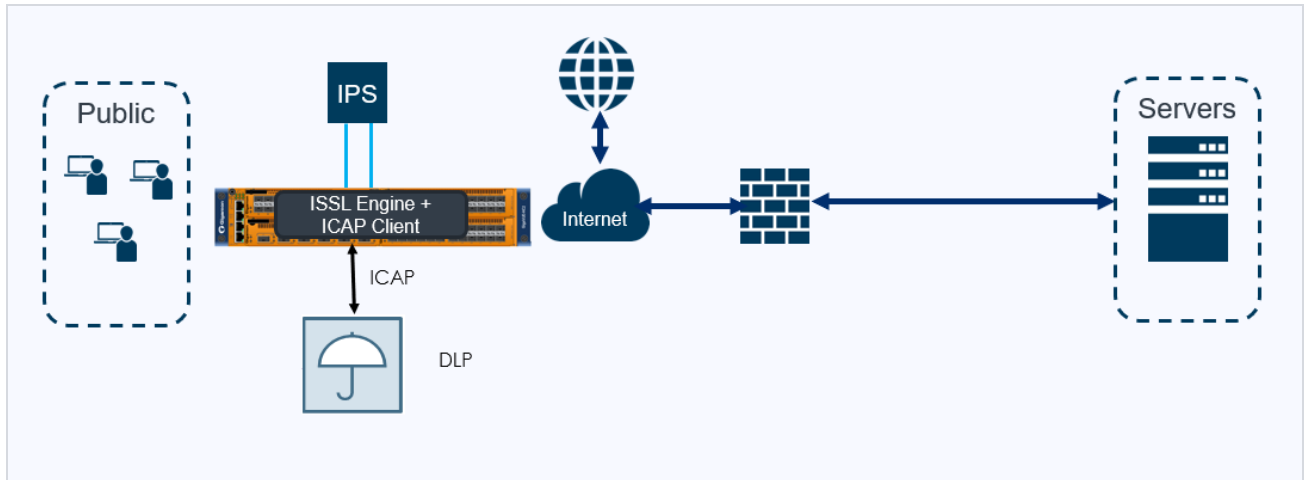 Public
IPS
ISSL Engine +
ICAP Client
Internet
Servers
ICAP
DLP